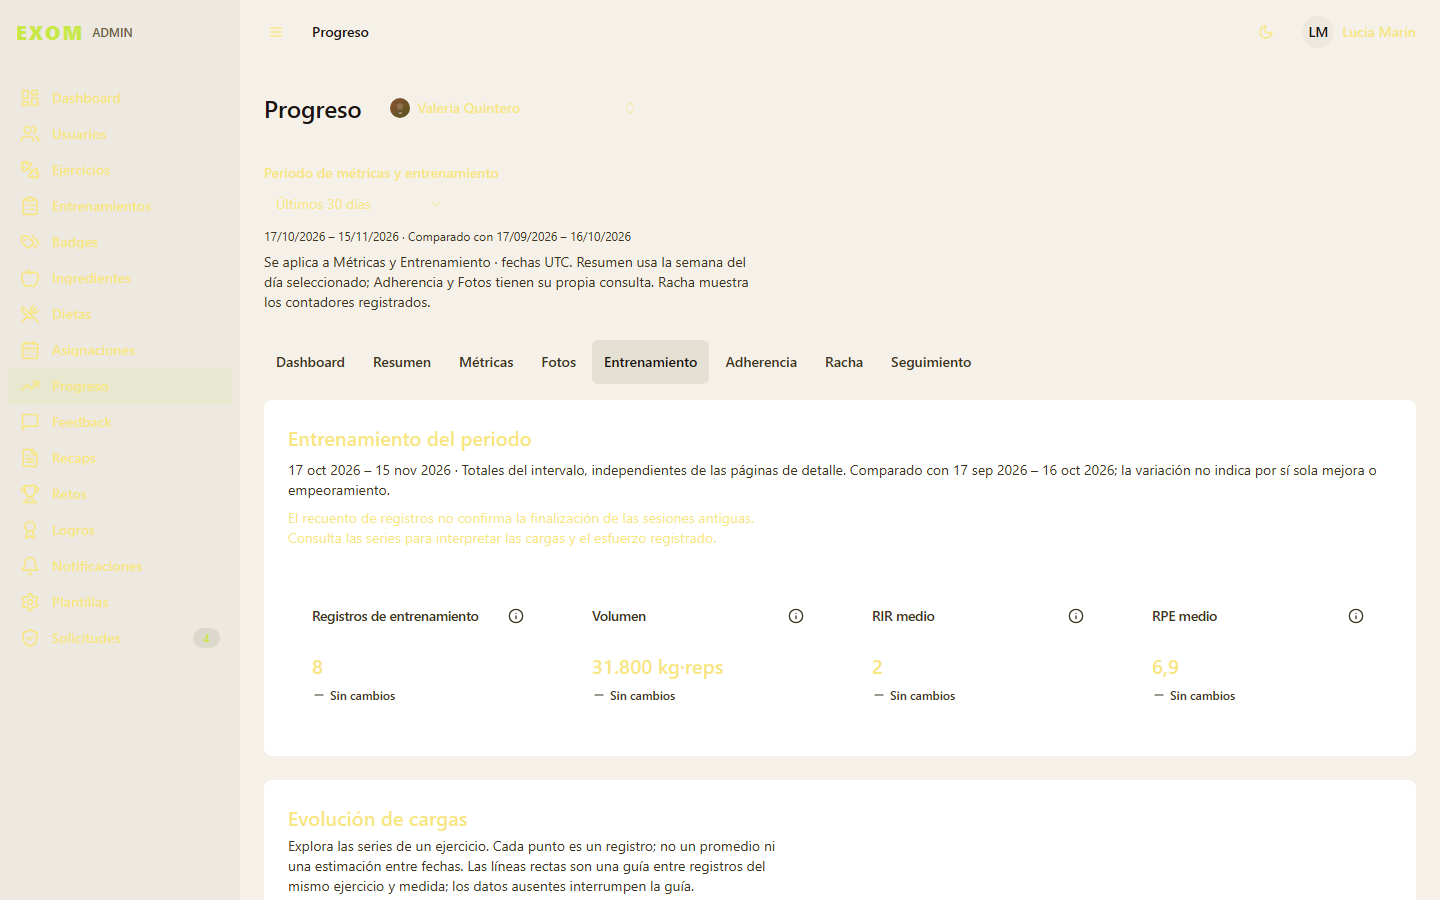 EXOM ADMIN
Dashboard
Usuarios
Ejercicios
Entrenamientos
Badges
Ingredientes
Dietas
Asignaciones
Progreso
Feedback
Recaps
Retos
Logros
Notificaciones
Plantillas
Solicitudes 4
Progreso
LM Lucía Marín
Progreso
Valeria Quintero
Periodo de métricas y entrenamiento
Últimos 30 días
17/10/2026 – 15/11/2026 · Comparado con 17/09/2026 – 16/10/2026
Se aplica a Métricas y Entrenamiento · fechas UTC. Resumen usa la semana del
día seleccionado; Adherencia y Fotos tienen su propia consulta. Racha muestra
los contadores registrados.
Dashboard Resumen Métricas Fotos Entrenamiento Adherencia Racha Seguimiento
Entrenamiento del periodo
17 oct 2026 – 15 nov 2026 · Totales del intervalo, independientes de las páginas de detalle. Comparado con 17 sep 2026 – 16 oct 2026; la variación no indica por sí sola mejora o
empeoramiento.
El recuento de registros no confirma la finalización de las sesiones antiguas.
Consulta las series para interpretar las cargas y el esfuerzo registrado.
Registros de entrenamiento
8
Sin cambios
Volumen
31.800 kg·reps
Sin cambios
RIR medio
2
Sin cambios
RPE medio
6,9
Sin cambios
Evolución de cargas
Explora las series de un ejercicio. Cada punto es un registro; no un promedio ni
una estimación entre fechas. Las líneas rectas son una guía entre registros del
mismo ejercicio y medida; los datos ausentes interrumpen la guía.